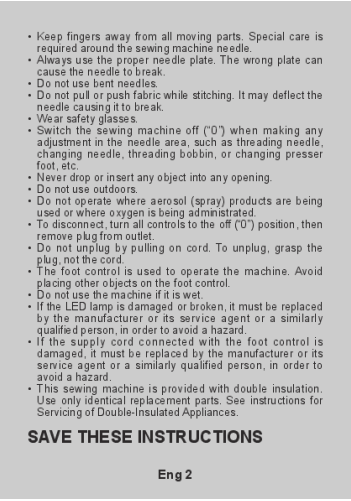 • Keep fingers away from all moving parts. Special care is
required around the sewing machine needle.
• Always use the proper needle plate. The wrong plate can
cause the needle to break.
• Do not use bent needles.
• Do not pull or push fabric while stitching. It may deflect the
needle causing it to break.
• Wear safety glasses.
• Switch the sewing machine off ("0") when making any
adjustment in the needle area, such as threading needle,
changing needle, threading bobbin, or changing presser
foot, etc.
• Never drop or insert any object into any opening.
• Do not use outdoors.
• Do not operate where aerosol (spray) products are being
used or where oxygen is being administrated.
• To disconnect, turn all controls to the off ("0") position, then
remove plug from outlet.
• Do not unplug by pulling on cord. To unplug, grasp the
plug, not the cord.
• The foot control is used to operate the machine. Avoid
placing other objects on the foot control.
• Do not use the machine if it is wet.
• If the LED lamp is damaged or broken, it must be replaced
by the manufacturer or its service agent or a similarly
qualified person, in order to avoid a hazard.
• If the supply cord connected with the foot control is
damaged, it must be replaced by the manufacturer or its
service agent or a similarly qualified person, in order to
avoid a hazard.
• This sewing machine is provided with double insulation.
Use only identical replacement parts. See instructions for
Servicing of Double-Insulated Appliances.
SAVE THESE INSTRUCTIONS
Eng 2